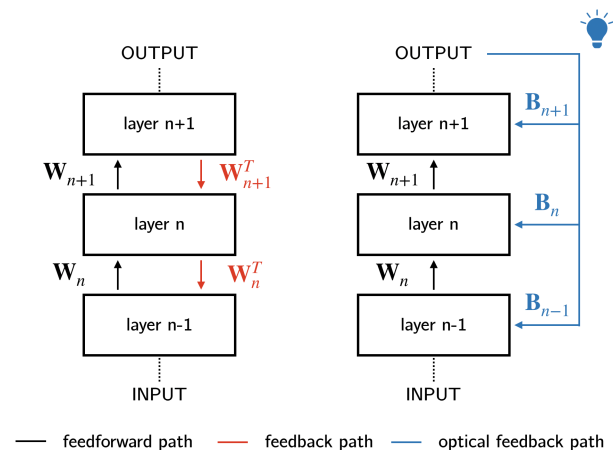 OUTPUT
layer n+1
W_{n+1}
W^T_{n+1}
layer n
W_n
W^T_n
layer n-1
INPUT
OUTPUT
B_{n+1}
layer n+1
W_{n+1}
B_n
layer n
W_n
B_{n−1}
layer n-1
INPUT
feedforward path feedback path optical feedback path